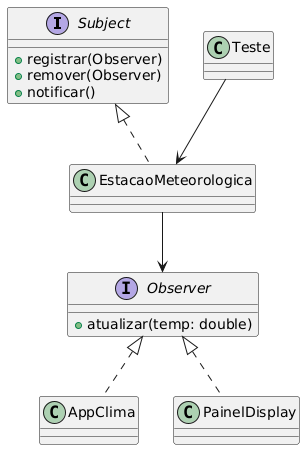 I Subject
registrar(Observer)
remover(Observer)
notificar()
C Teste
C EstacaoMeteorologica
I Observer
atualizar(temp: double)
C AppClima
C PainelDisplay